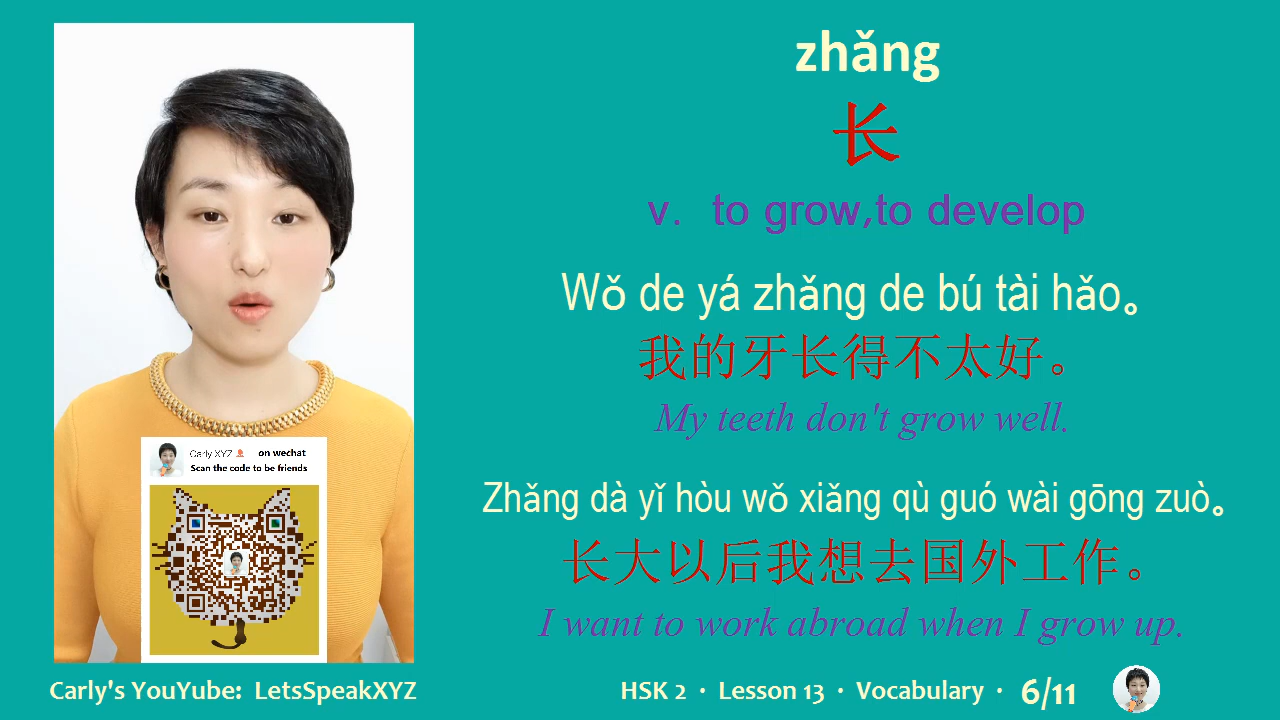 zhǎng
长
v. to grow,to develop
Wǒ de yá zhǎng de bú tài hǎo。
我的牙长得不太好。
My teeth don't grow well.
Zhǎng dà yǐ hòu wǒ xiǎng qù guó wài gōng zuò。
长大以后我想去国外工作。
I want to work abroad when I grow up.
Carly XYZ on wechat
Scan the code to be friends
Carly's YouYube: LetsSpeakXYZ
HSK 2 · Lesson 13 · Vocabulary · 6/11